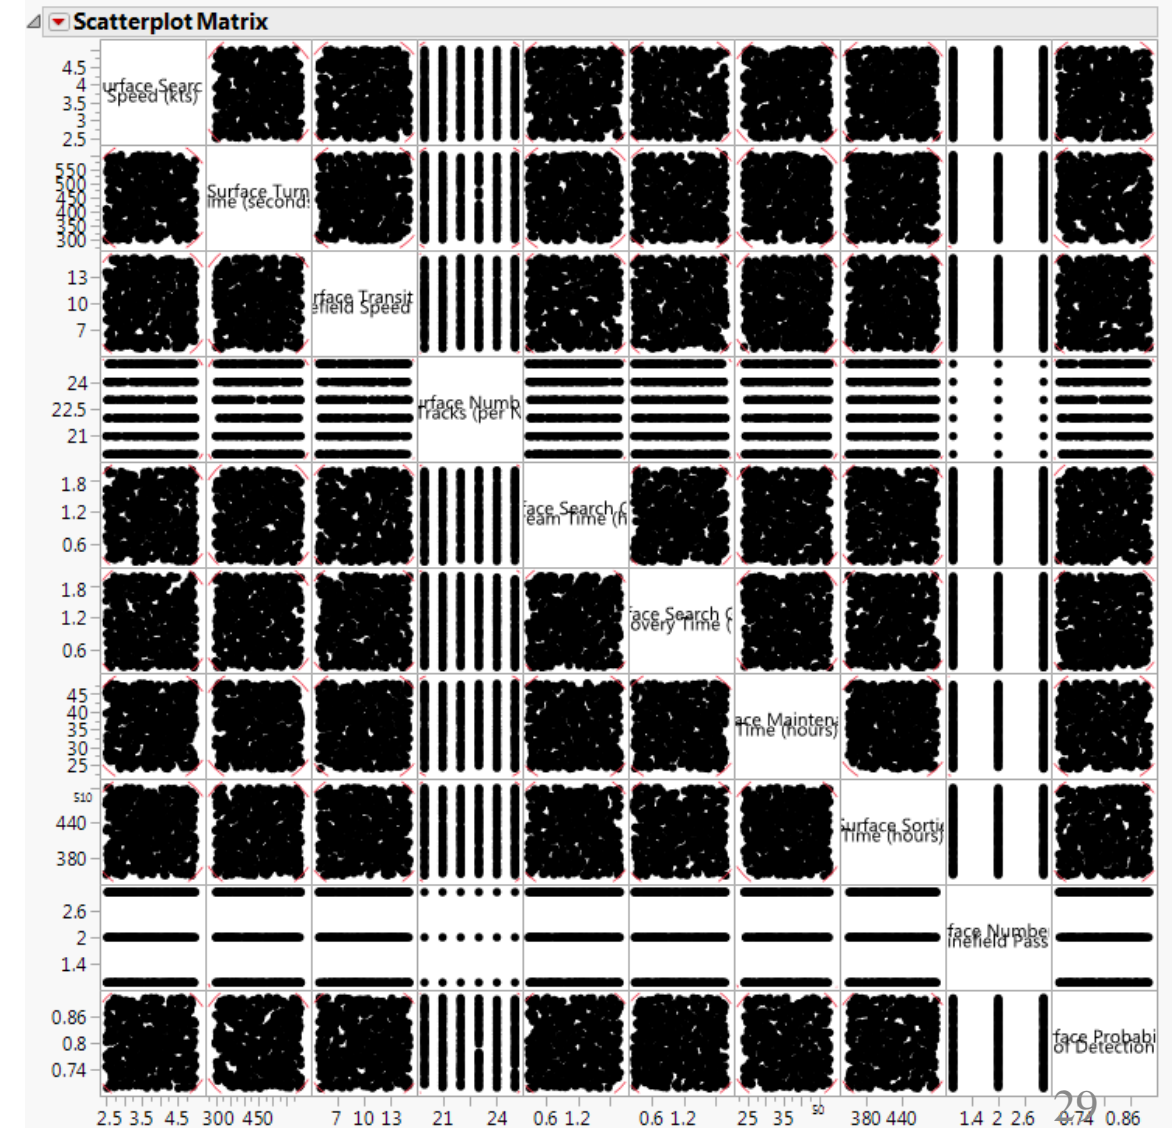 Scatterplot Matrix
4.5
4
3.5
3
2.5
urface Searc
Speed (kts)
550
500
450
400
350
300
Surface Turn
ime (second
13
10
7
rface Transit
efield Speed
24
22.5
21
rface Numb
Tracks (per N
1.8
1.2
0.6
face Search
ream Time (h
1.8
1.2
0.6
face Search
overy Time (
45
40
35
30
25
ace Maintena
Time (hours)
510
440
380
Surface Sorti
Time (hours)
2.6
2
1.4
face Number
inefield Pass
0.86
0.8
0.74
face Probabi
of Detection
2.5 3.5 4.5 300 450 7 10 13 21 24 0.6 1.2 0.6 1.2 25 35 50 380 440 1.4 2 2.6 0.74 0.86
29